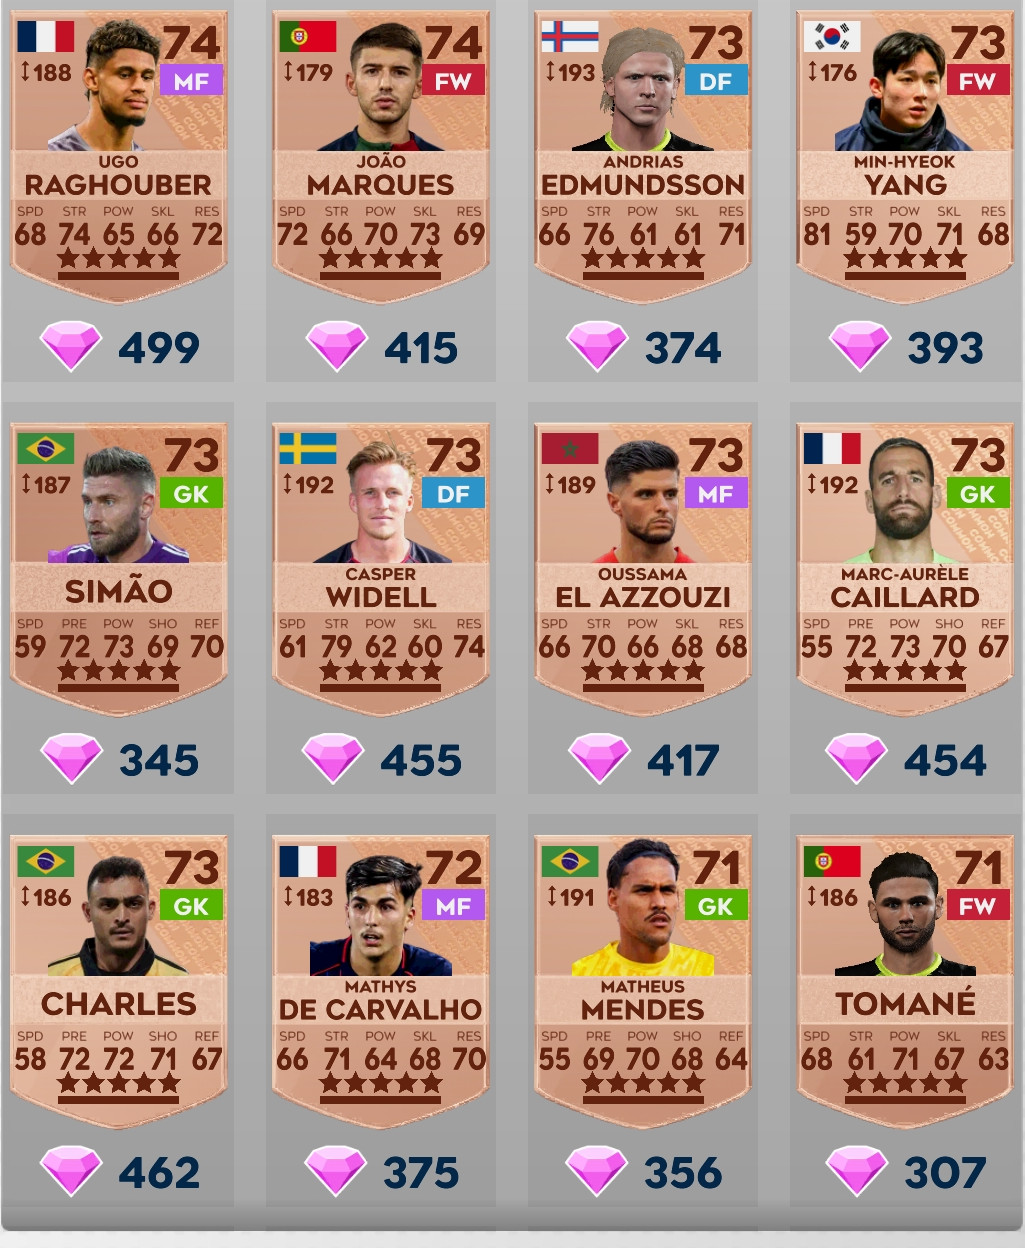 74
188
MF
UGO
RAGHOUBER
SPD STR POW SKL RES
68 74 65 66 72
499
74
179
FW
JOÃO
MARQUES
SPD STR POW SKL RES
72 66 70 73 69
415
73
193
DF
ANDRIAS
EDMUNDSSON
SPD STR POW SKL RES
66 76 61 61 71
374
73
176
FW
MIN-HYEOK
YANG
SPD STR POW SKL RES
81 59 70 71 68
393
73
187
GK
SIMÃO
SPD PRE POW SHO REF
59 72 73 69 70
345
73
192
DF
CASPER
WIDELL
SPD STR POW SKL RES
61 79 62 60 74
455
73
189
MF
OUSSAMA
EL AZZOUZI
SPD STR POW SKL RES
66 70 66 68 68
417
73
192
GK
MARC-AURÈLE
CAILLARD
SPD PRE POW SHO REF
55 72 73 70 67
454
73
186
GK
CHARLES
SPD PRE POW SHO REF
58 72 72 71 67
462
72
183
MF
MATHYS
DE CARVALHO
SPD STR POW SKL RES
66 71 64 68 70
375
71
191
GK
MATHEUS
MENDES
SPD PRE POW SHO REF
55 69 70 68 64
356
71
186
FW
TOMANÉ
SPD STR POW SKL RES
68 61 71 67 63
307